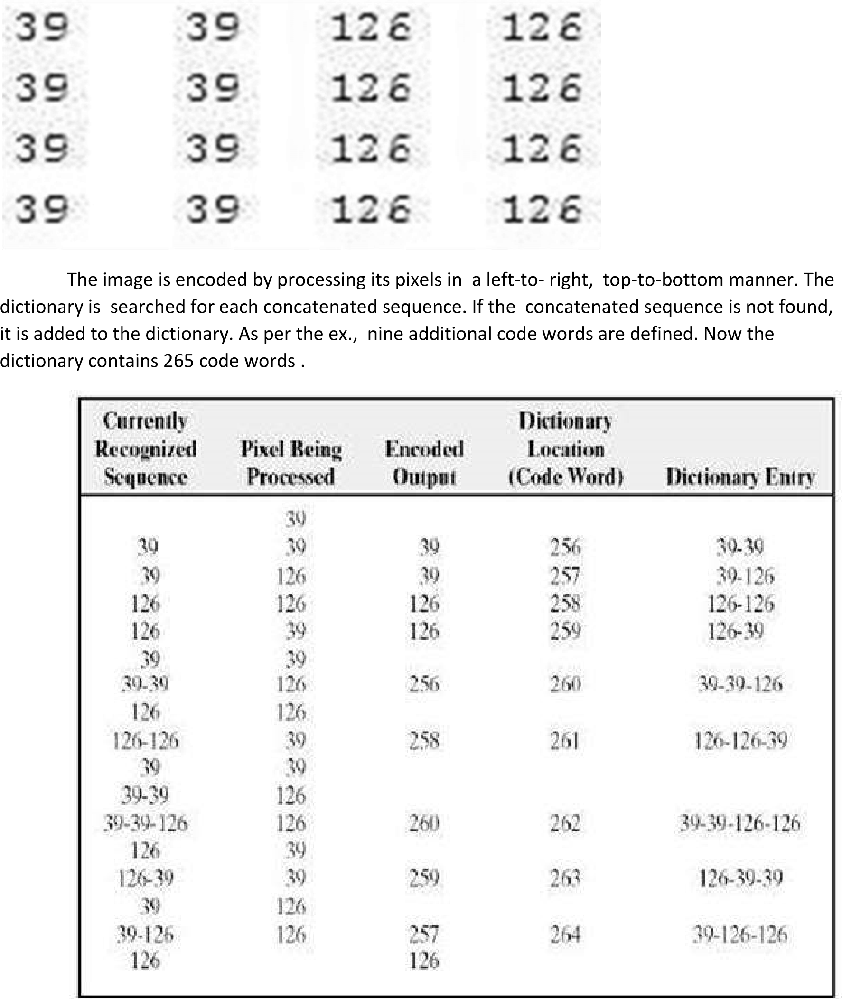 39 39 126 126
39 39 126 126
39 39 126 126
39 39 126 126
The image is encoded by processing its pixels in a left-to- right, top-to-bottom manner. The
dictionary is searched for each concatenated sequence. If the concatenated sequence is not found,
it is added to the dictionary. As per the ex., nine additional code words are defined. Now the
dictionary contains 265 code words .
Currently Dictionary
Recognized Pixel Being Encoded Location
Sequence Processed Output (Code Word) Dictionary Entry
39
39 39 39 256 39-39
39 126 39 257 39-126
126 126 126 258 126-126
126 39 126 259 126-39
39 39
39-39 126 256 260 39-39-126
126 126
126-126 39 258 261 126-126-39
39 39
39-39 126
39-39-126 126 260 262 39-39-126-126
126 39
126-39 39 259 263 126-39-39
39 126
39-126 126 257 264 39-126-126
126 126